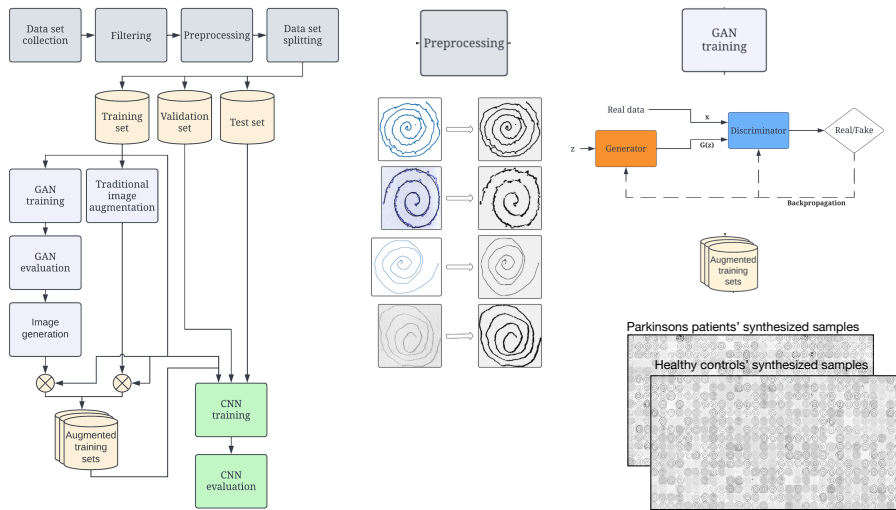 Data set
collection
Filtering
Preprocessing
Data set
splitting
Training
set
Validation
set
Test set
GAN
training
Traditional
image
augmentation
GAN
evaluation
Image
generation
Augmented
training
sets
CNN
training
CNN
evaluation
Preprocessing
GAN
training
Real data
x
Discriminator
Real/Fake
z
Generator
G(z)
Backpropagation
Augmented
training
sets
Parkinsons patients' synthesized samples
Healthy controls' synthesized samples